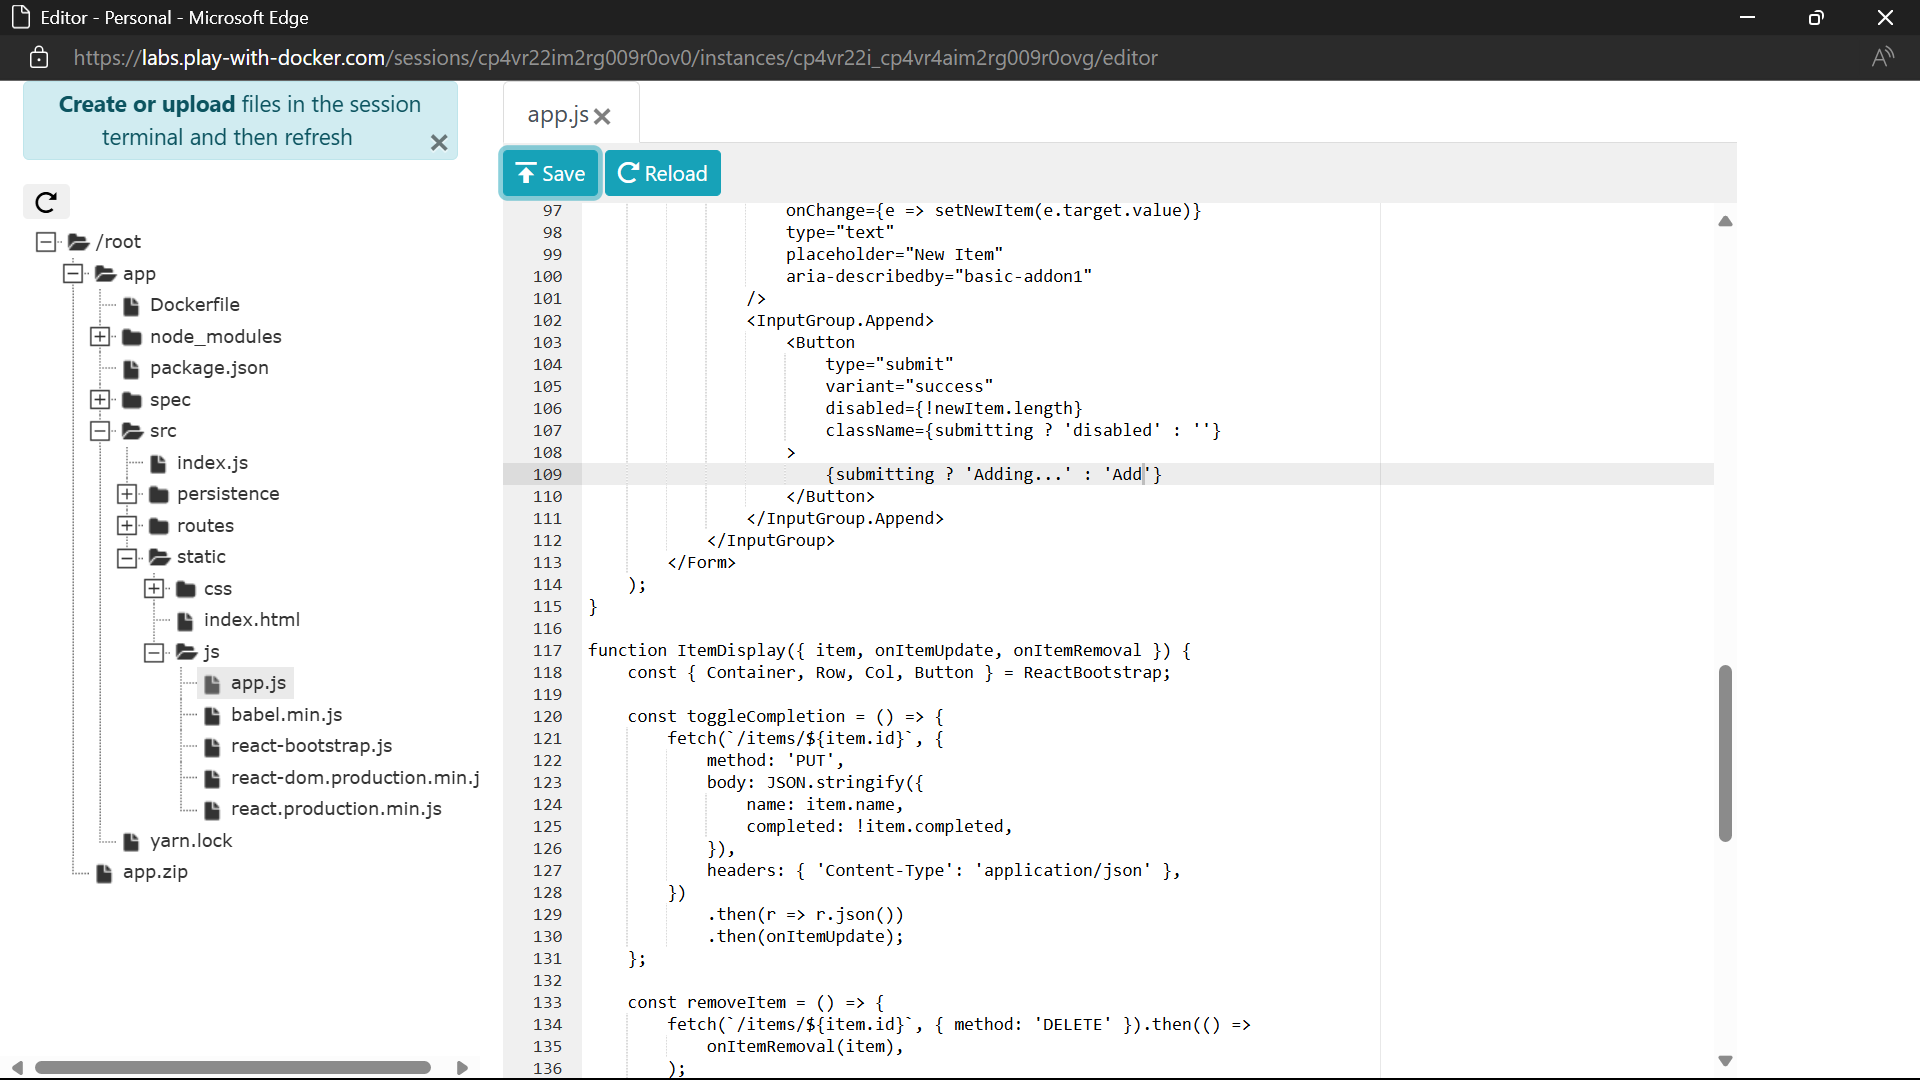 Editor - Personal - Microsoft Edge
https://labs.play-with-docker.com/sessions/cp4vr22im2rg009r0ov0/instances/cp4vr22i_cp4vr4aim2rg009r0ovg/editor
Create or upload files in the session
terminal and then refresh
/root
app
Dockerfile
node_modules
package.json
spec
src
index.js
persistence
routes
static
css
index.html
js
app.js
babel.min.js
react-bootstrap.js
react-dom.production.min.j
react.production.min.js
yarn.lock
app.zip
app.js
Save
Reload
97 onChange={e => setNewItem(e.target.value)}
98 type="text"
99 placeholder="New Item"
100 aria-describedby="basic-addon1"
101 />
102 <InputGroup.Append>
103 <Button
104 type="submit"
105 variant="success"
106 disabled={!newItem.length}
107 className={submitting ? 'disabled' : ''}
108 >
109 {submitting ? 'Adding...' : 'Add'}
110 </Button>
111 </InputGroup.Append>
112 </InputGroup>
113 </Form>
114 );
115 }
116
117 function ItemDisplay({ item, onItemUpdate, onItemRemoval }) {
118 const { Container, Row, Col, Button } = ReactBootstrap;
119
120 const toggleCompletion = () => {
121 fetch(`/items/${item.id}`, {
122 method: 'PUT',
123 body: JSON.stringify({
124 name: item.name,
125 completed: !item.completed,
126 }),
127 headers: { 'Content-Type': 'application/json' },
128 })
129 .then(r => r.json())
130 .then(onItemUpdate);
131 };
132
133 const removeItem = () => {
134 fetch(`/items/${item.id}`, { method: 'DELETE' }).then(() =>
135 onItemRemoval(item),
136 );